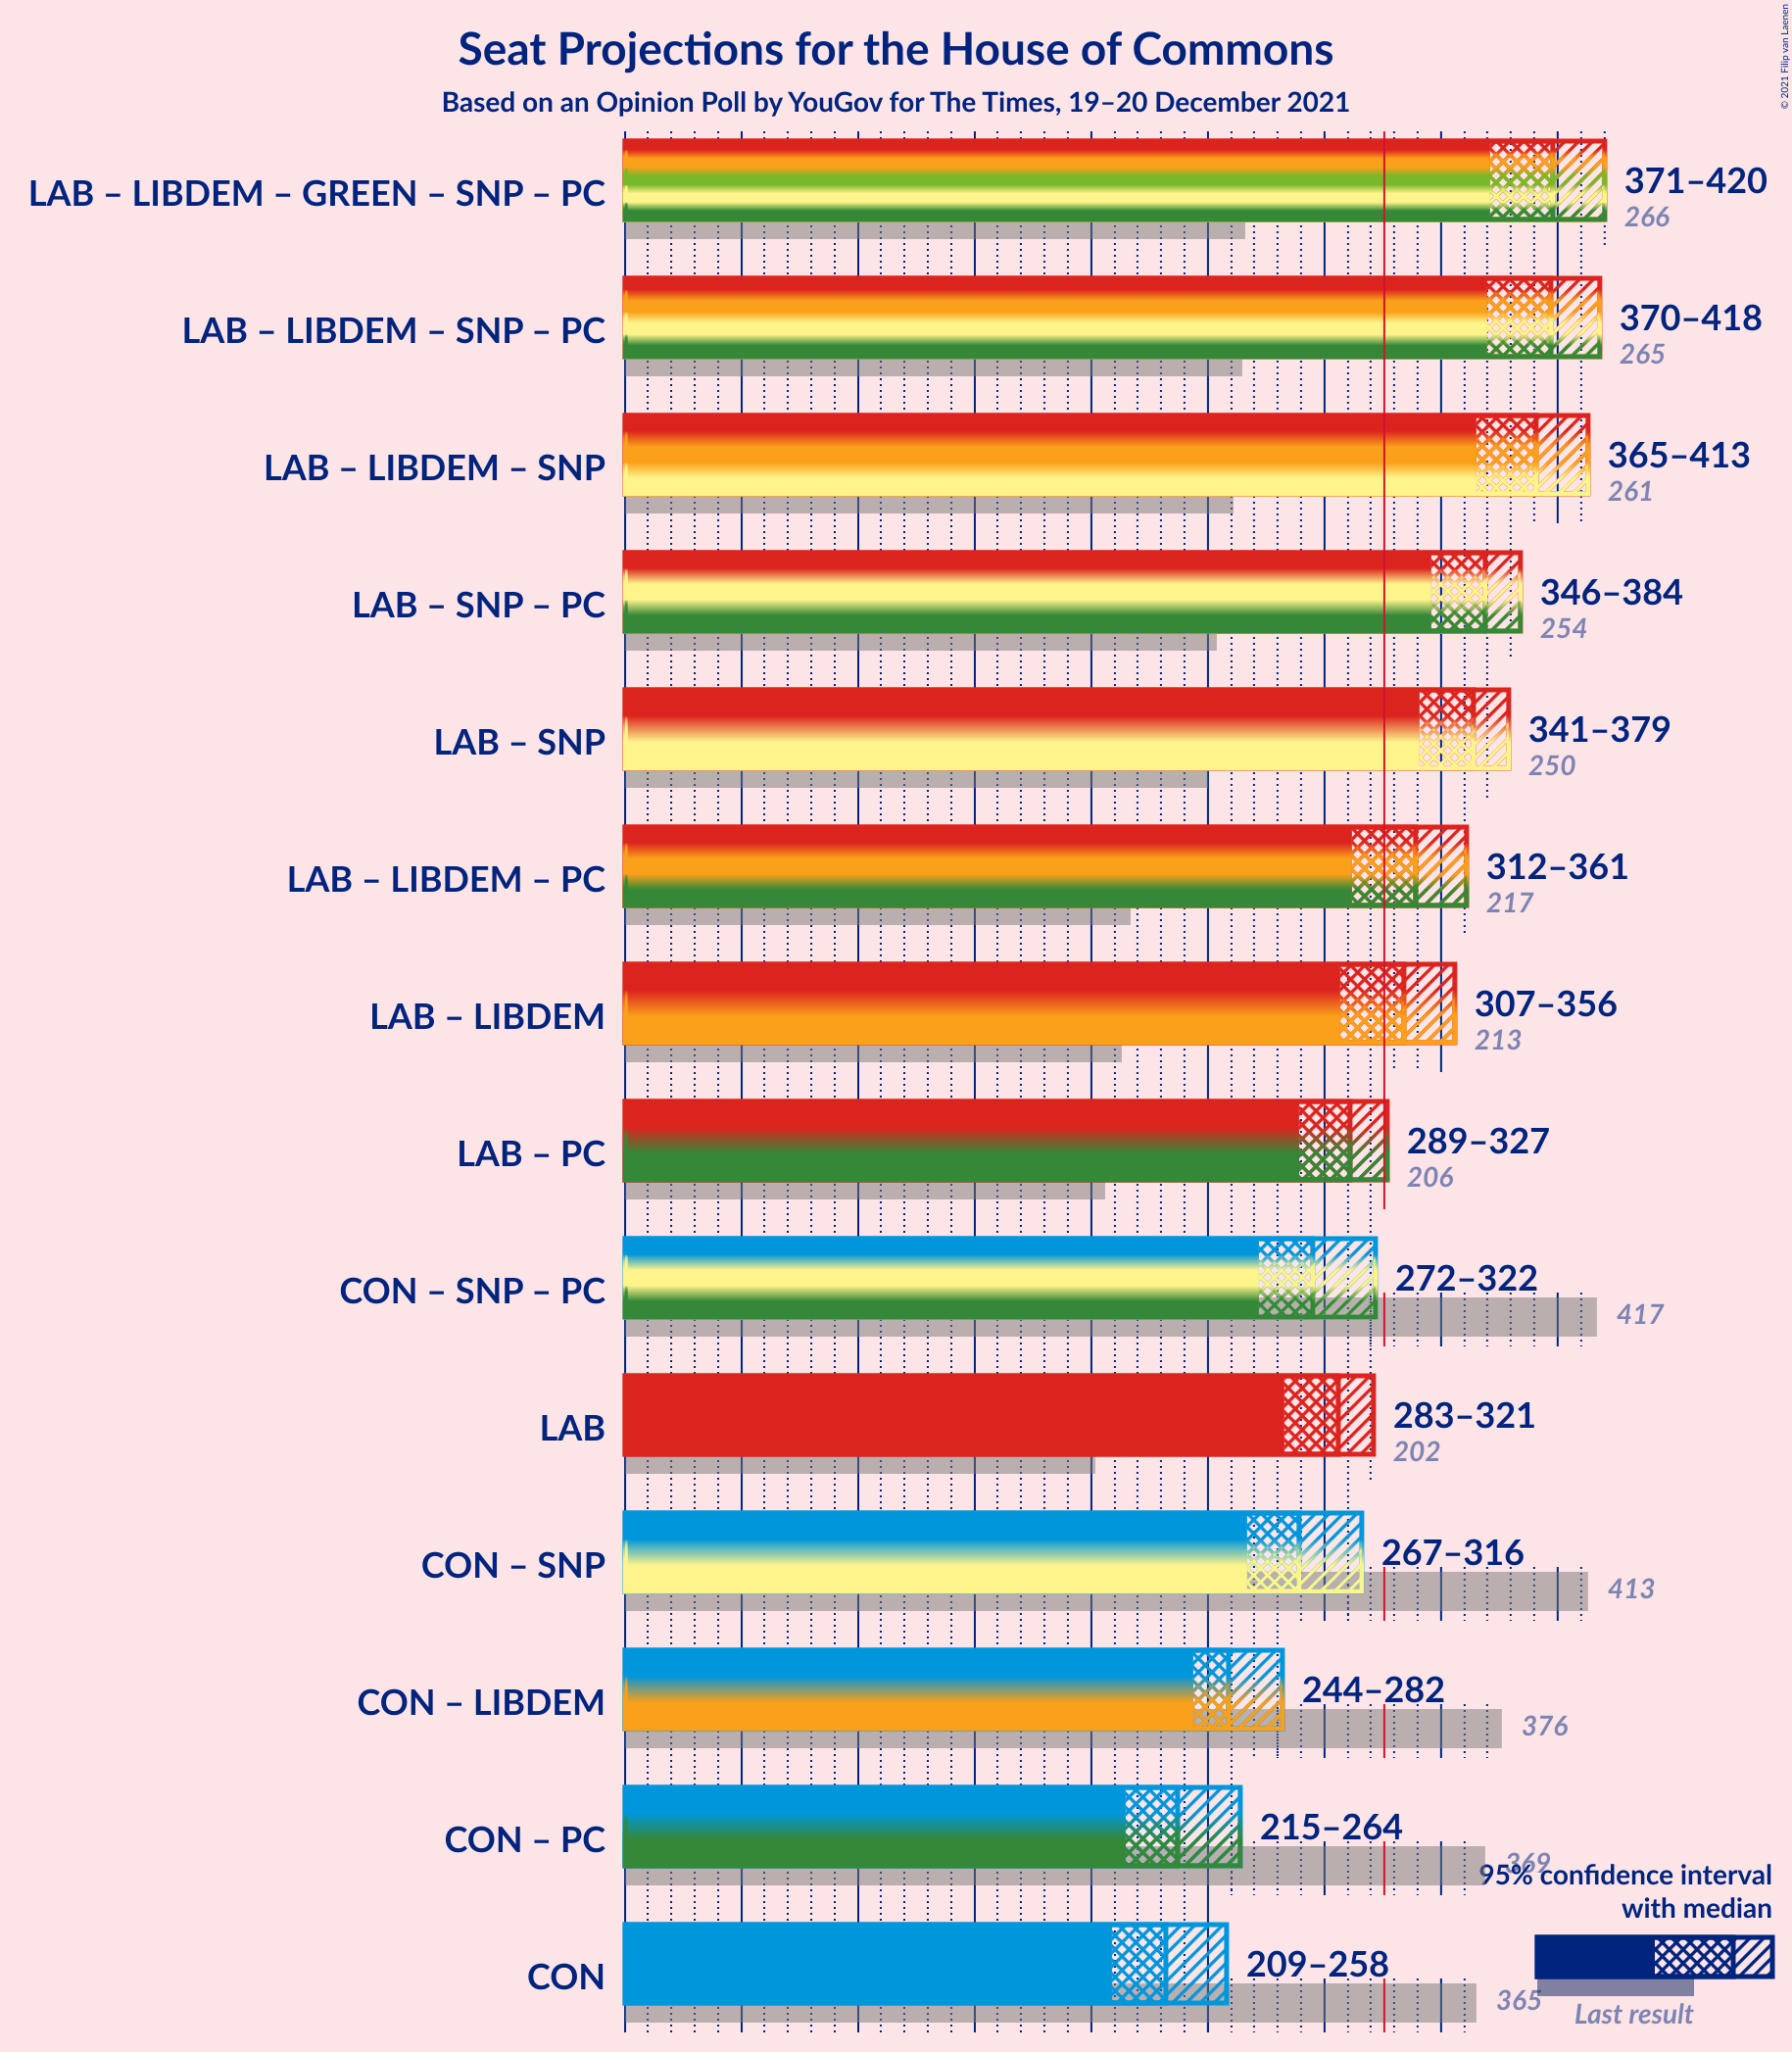 © 2021 Filip van Laenen
Seat Projections for the House of Commons
Based on an Opinion Poll by YouGov for The Times, 19–20 December 2021
LAB – LIBDEM – GREEN – SNP – PC
371–420
266
LAB – LIBDEM – SNP – PC
370–418
265
LAB – LIBDEM – SNP
365–413
261
LAB – SNP – PC
346–384
254
LAB – SNP
341–379
250
LAB – LIBDEM – PC
312–361
217
LAB – LIBDEM
307–356
213
LAB – PC
289–327
206
CON – SNP – PC
272–322
417
LAB
283–321
202
CON – SNP
267–316
413
CON – LIBDEM
244–282
376
CON – PC
215–264
369
CON
209–258
365
95% confidence interval
with median
Last result